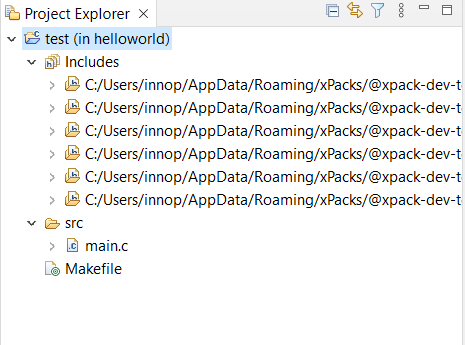 Project Explorer
test (in helloworld)
Includes
C:/Users/innop/AppData/Roaming/xPacks/@xpack-dev-t
C:/Users/innop/AppData/Roaming/xPacks/@xpack-dev-t
C:/Users/innop/AppData/Roaming/xPacks/@xpack-dev-t
C:/Users/innop/AppData/Roaming/xPacks/@xpack-dev-t
C:/Users/innop/AppData/Roaming/xPacks/@xpack-dev-t
C:/Users/innop/AppData/Roaming/xPacks/@xpack-dev-t
src
main.c
Makefile